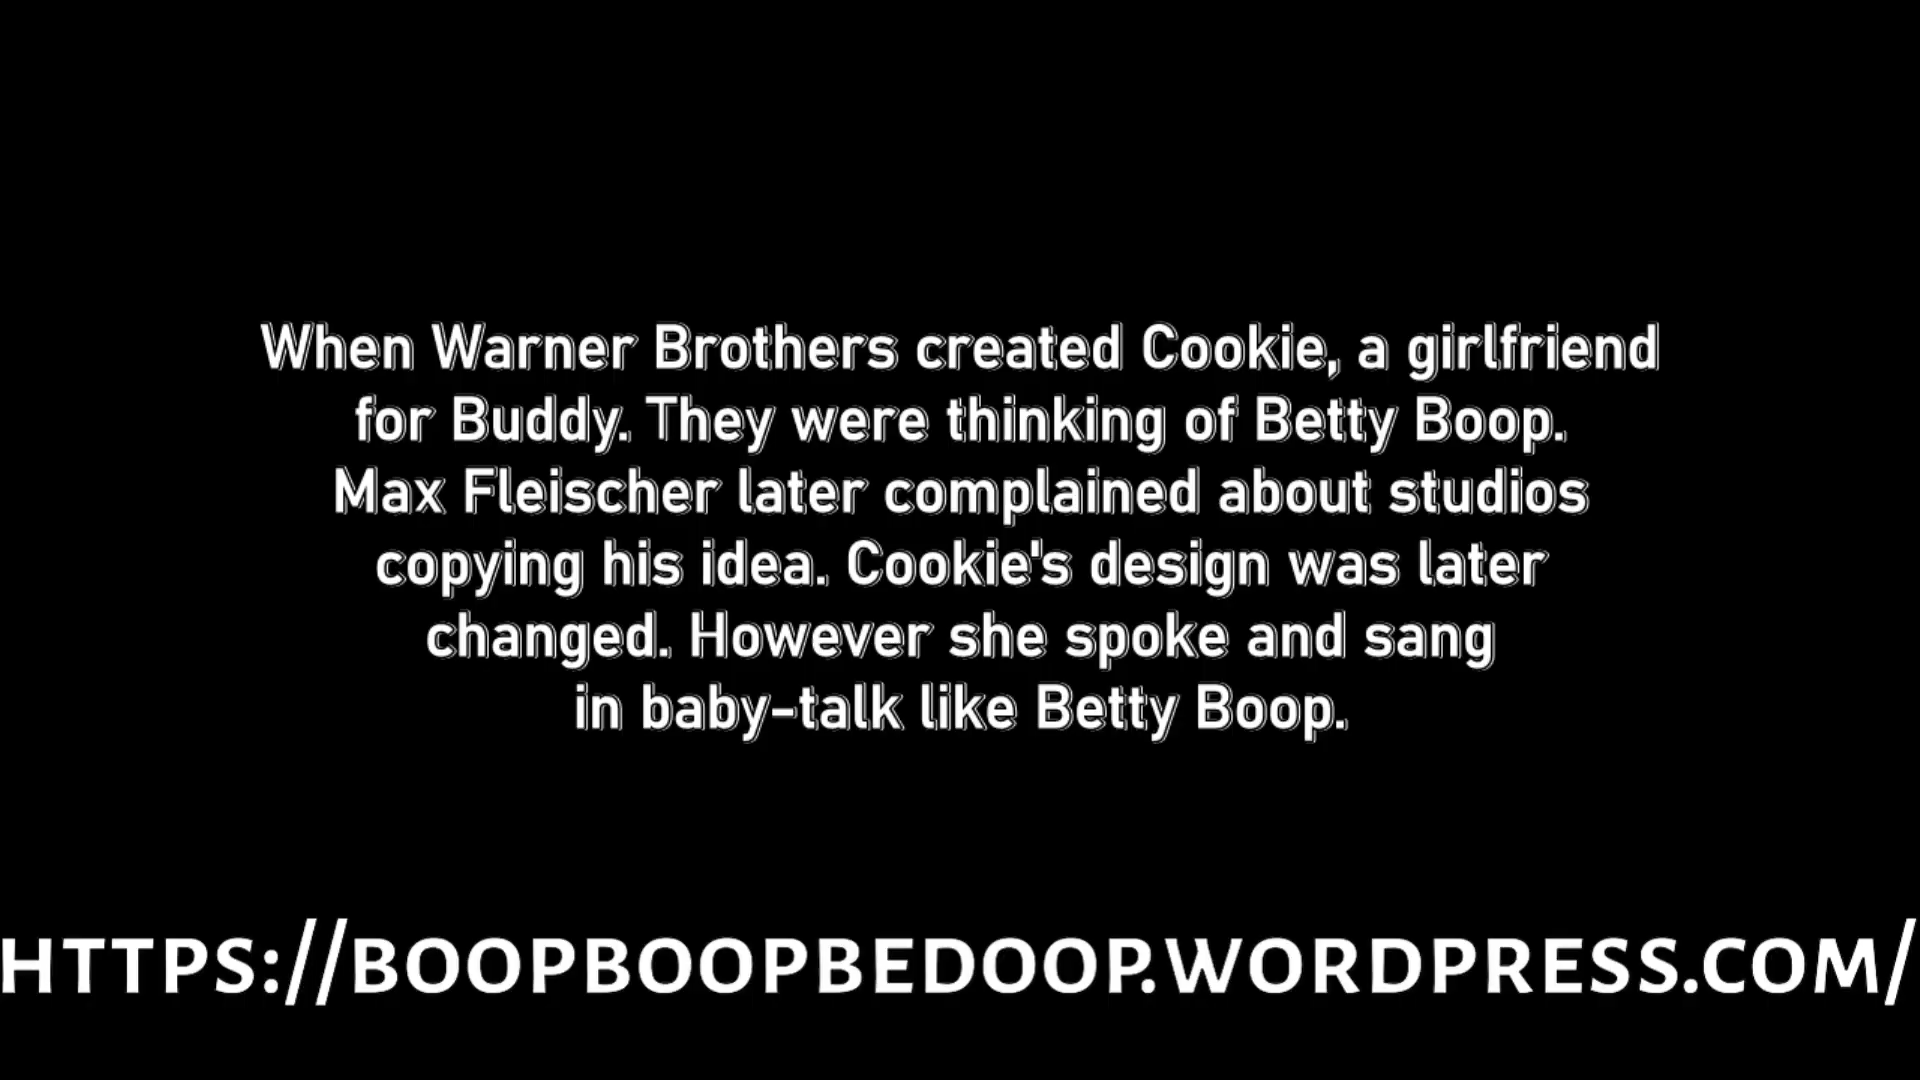 When Warner Brothers created Cookie, a girlfriend
for Buddy. They were thinking of Betty Boop.
Max Fleischer later complained about studios
copying his idea. Cookie's design was later
changed. However she spoke and sang
in baby-talk like Betty Boop.
HTTPS://BOOPBOOPBEDOOP.WORDPRESS.COM/